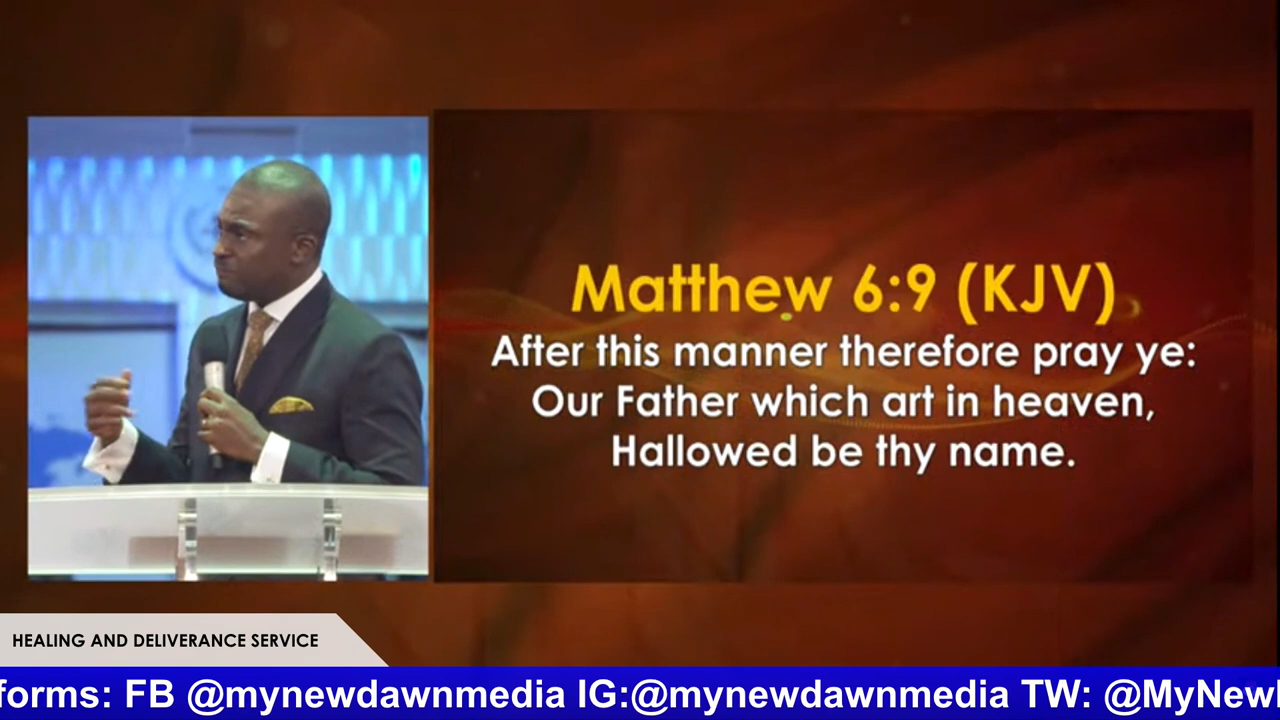 Matthew 6:9 (KJV)
After this manner therefore pray ye:
Our Father which art in heaven,
Hallowed be thy name.
HEALING AND DELIVERANCE SERVICE
forms: FB @mynewdawnmedia IG:@mynewdawnmedia TW: @MyNew